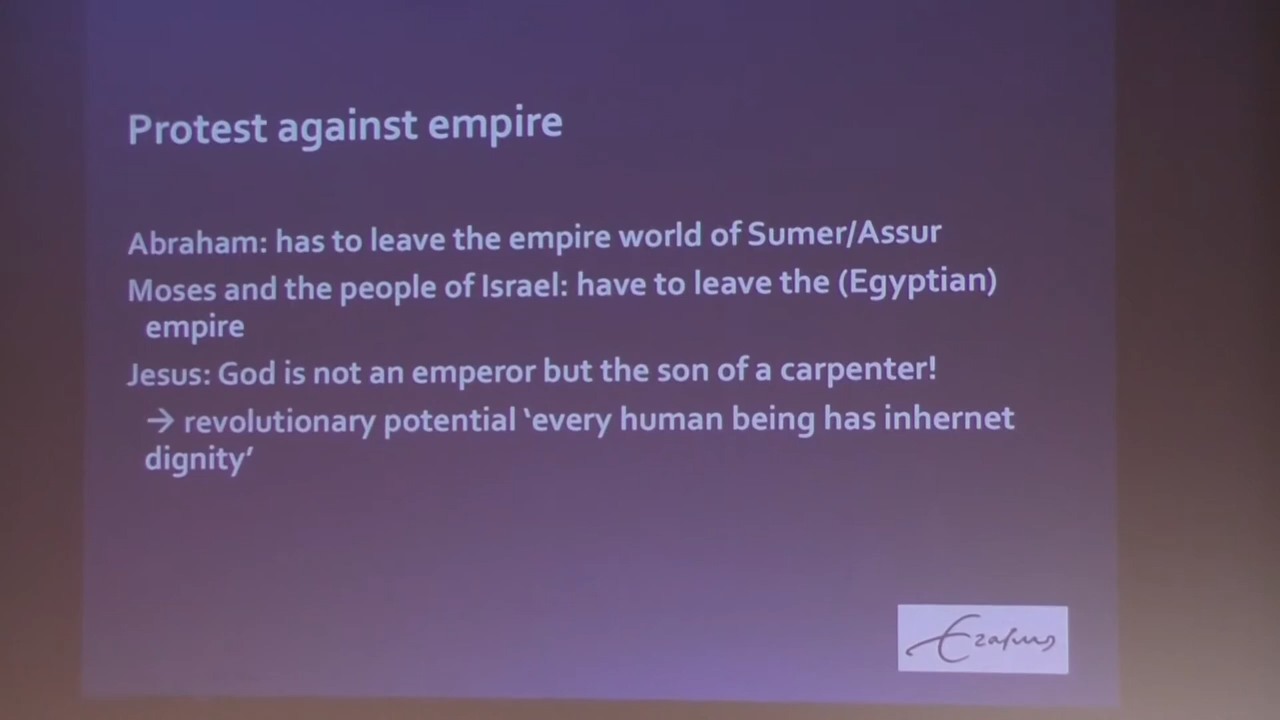 Protest against empire
Abraham: has to leave the empire world of Sumer/Assur
Moses and the people of Israel: have to leave the (Egyptian)
empire
Jesus: God is not an emperor but the son of a carpenter!
→ revolutionary potential ‘every human being has inhernet
dignity’
Erasmus